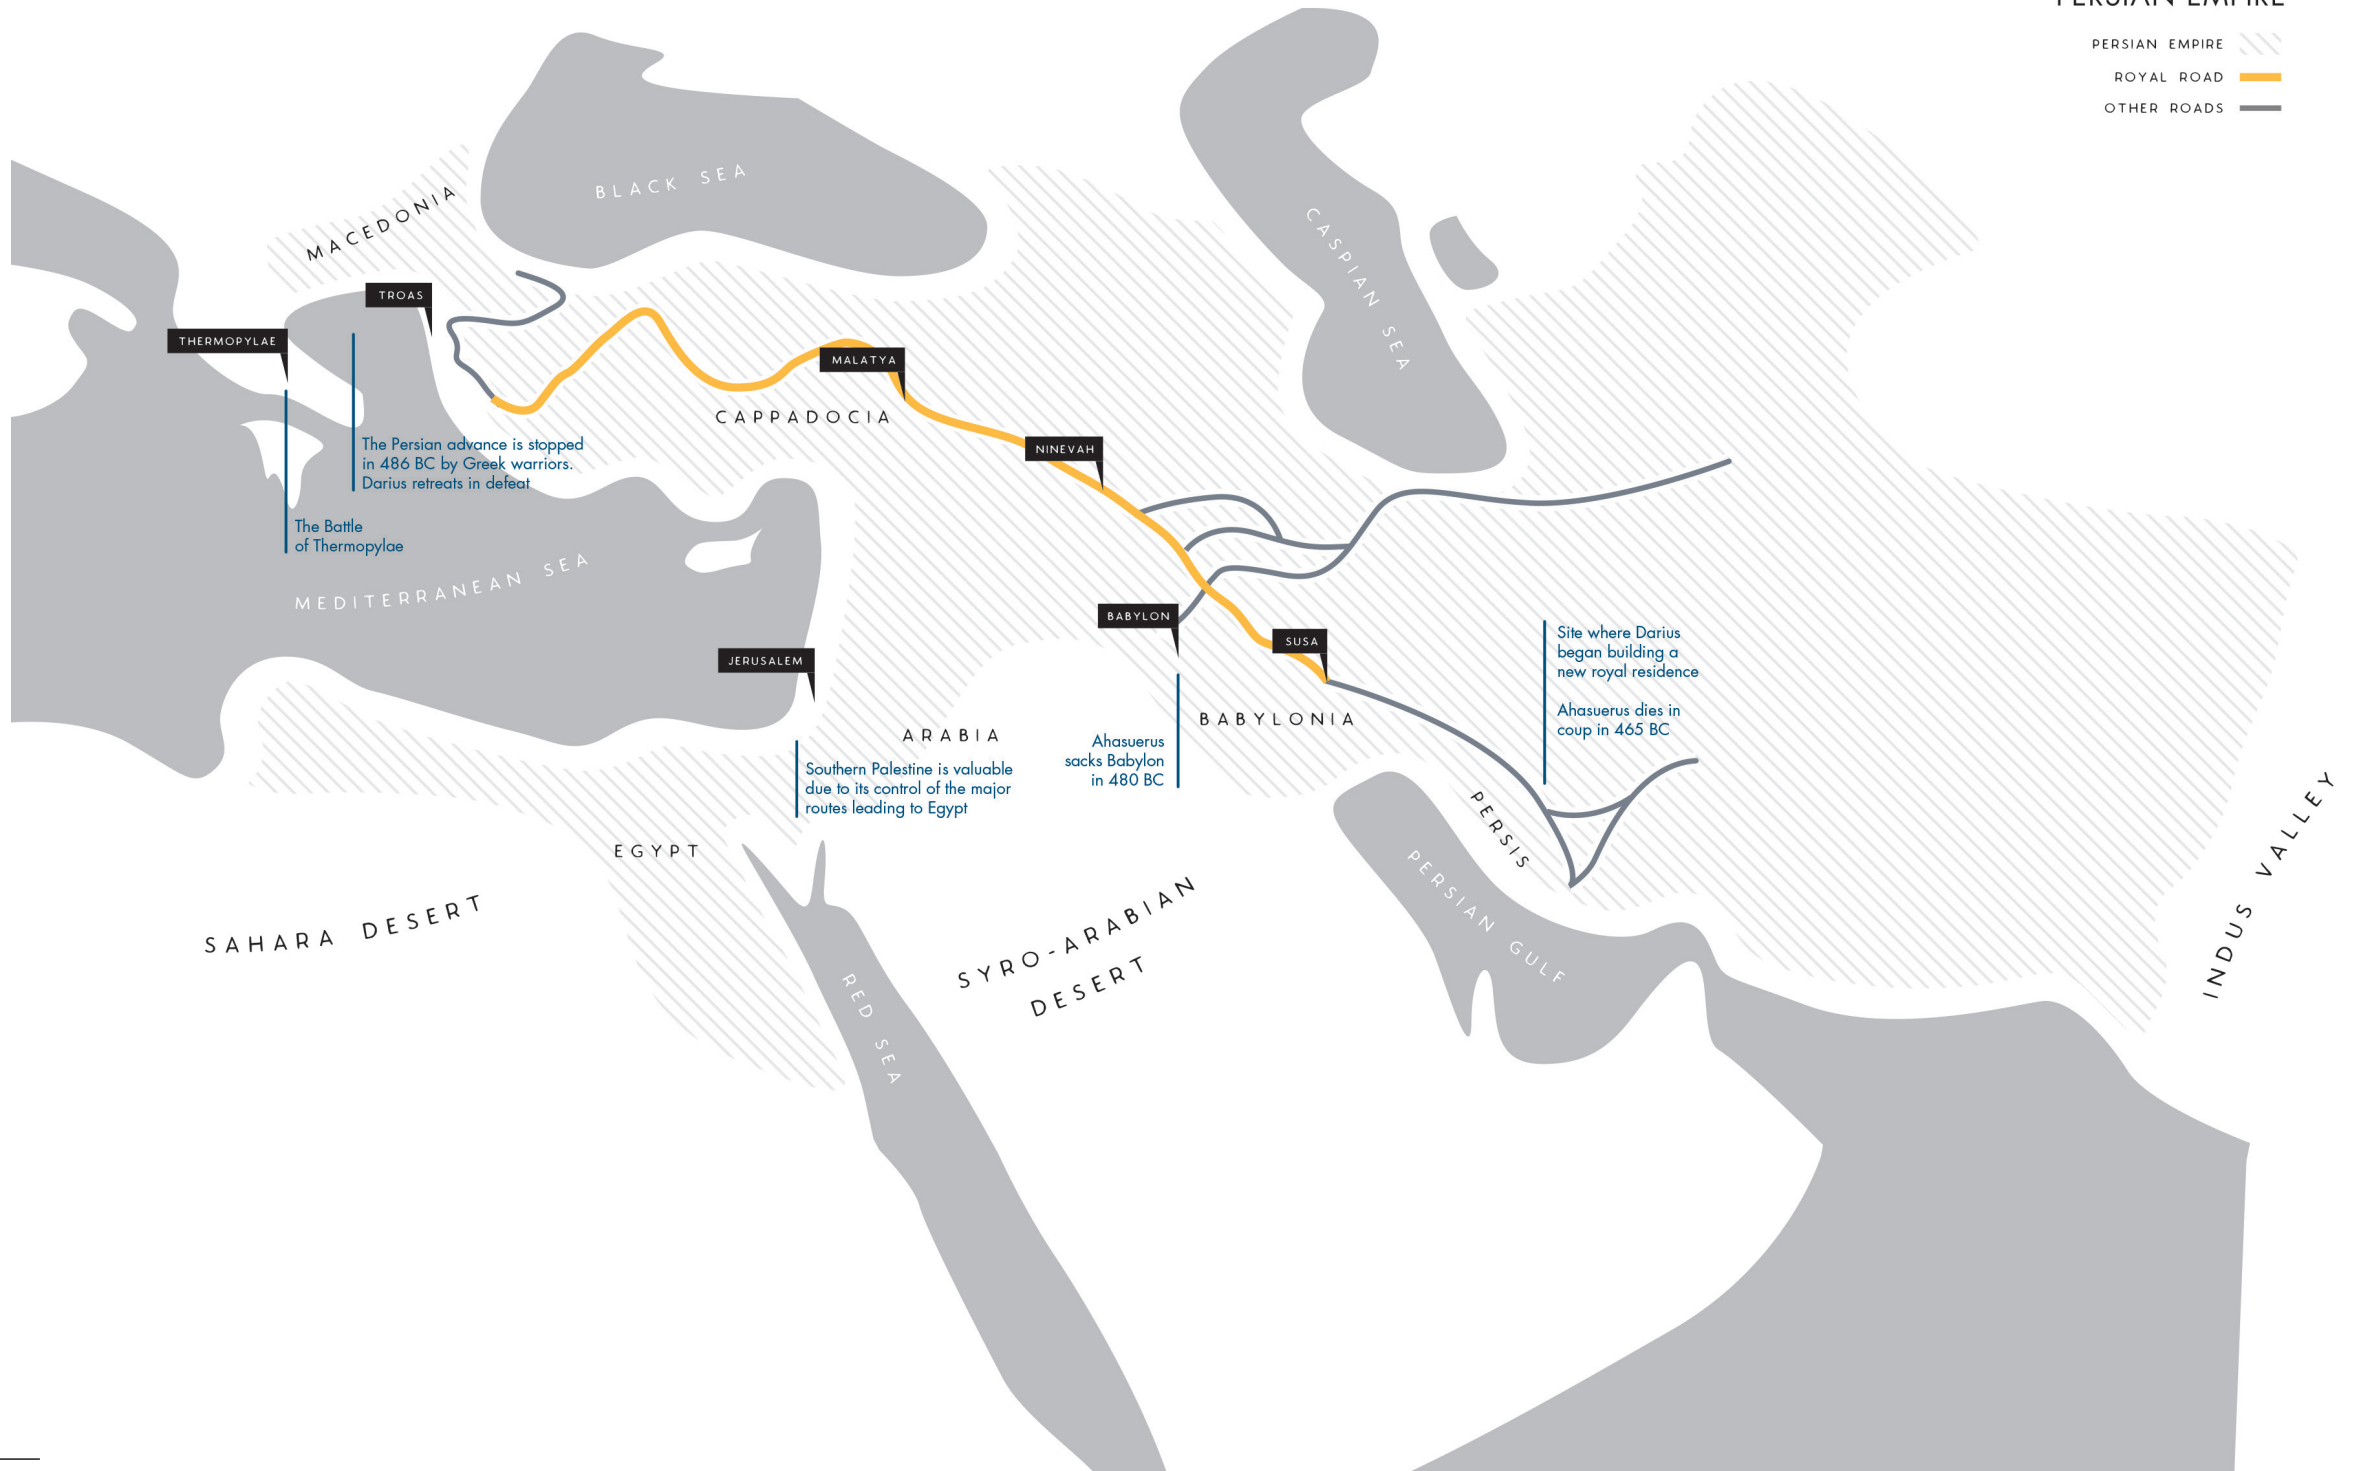 PERSIAN EMPIRE
PERSIAN EMPIRE
ROYAL ROAD
OTHER ROADS
BLACK SEA
MACEDONIA
CASPIAN SEA
TROAS
THERMOPYLAE
MALATYA
CAPPADOCIA
NINEVAH
The Persian advance is stopped
in 486 BC by Greek warriors.
Darius retreats in defeat
The Battle
of Thermopylae
MEDITERRANEAN SEA
BABYLON
SUSA
JERUSALEM
Site where Darius
began building a
new royal residence
Ahasuerus dies in
coup in 465 BC
BABYLONIA
ARABIA
Ahasuerus
sacks Babylon
in 480 BC
Southern Palestine is valuable
due to its control of the major
routes leading to Egypt
PERSIS
EGYPT
PERSIAN GULF
INDUS VALLEY
SAHARA DESERT
SYRO-ARABIAN
DESERT
RED SEA